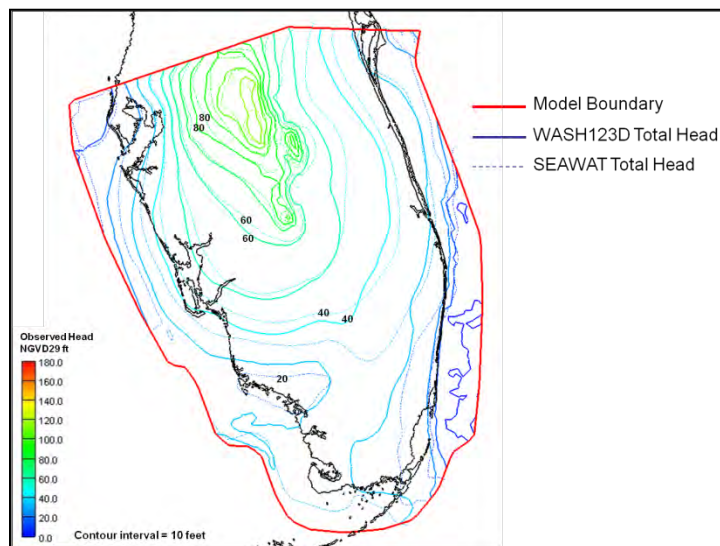 Model Boundary
WASH123D Total Head
SEAWAT Total Head
80
80
60
60
40 40
20
Observed Head
NGVD29 ft
180.0
160.0
140.0
120.0
100.0
80.0
60.0
40.0
20.0
0.0
Contour interval = 10 feet